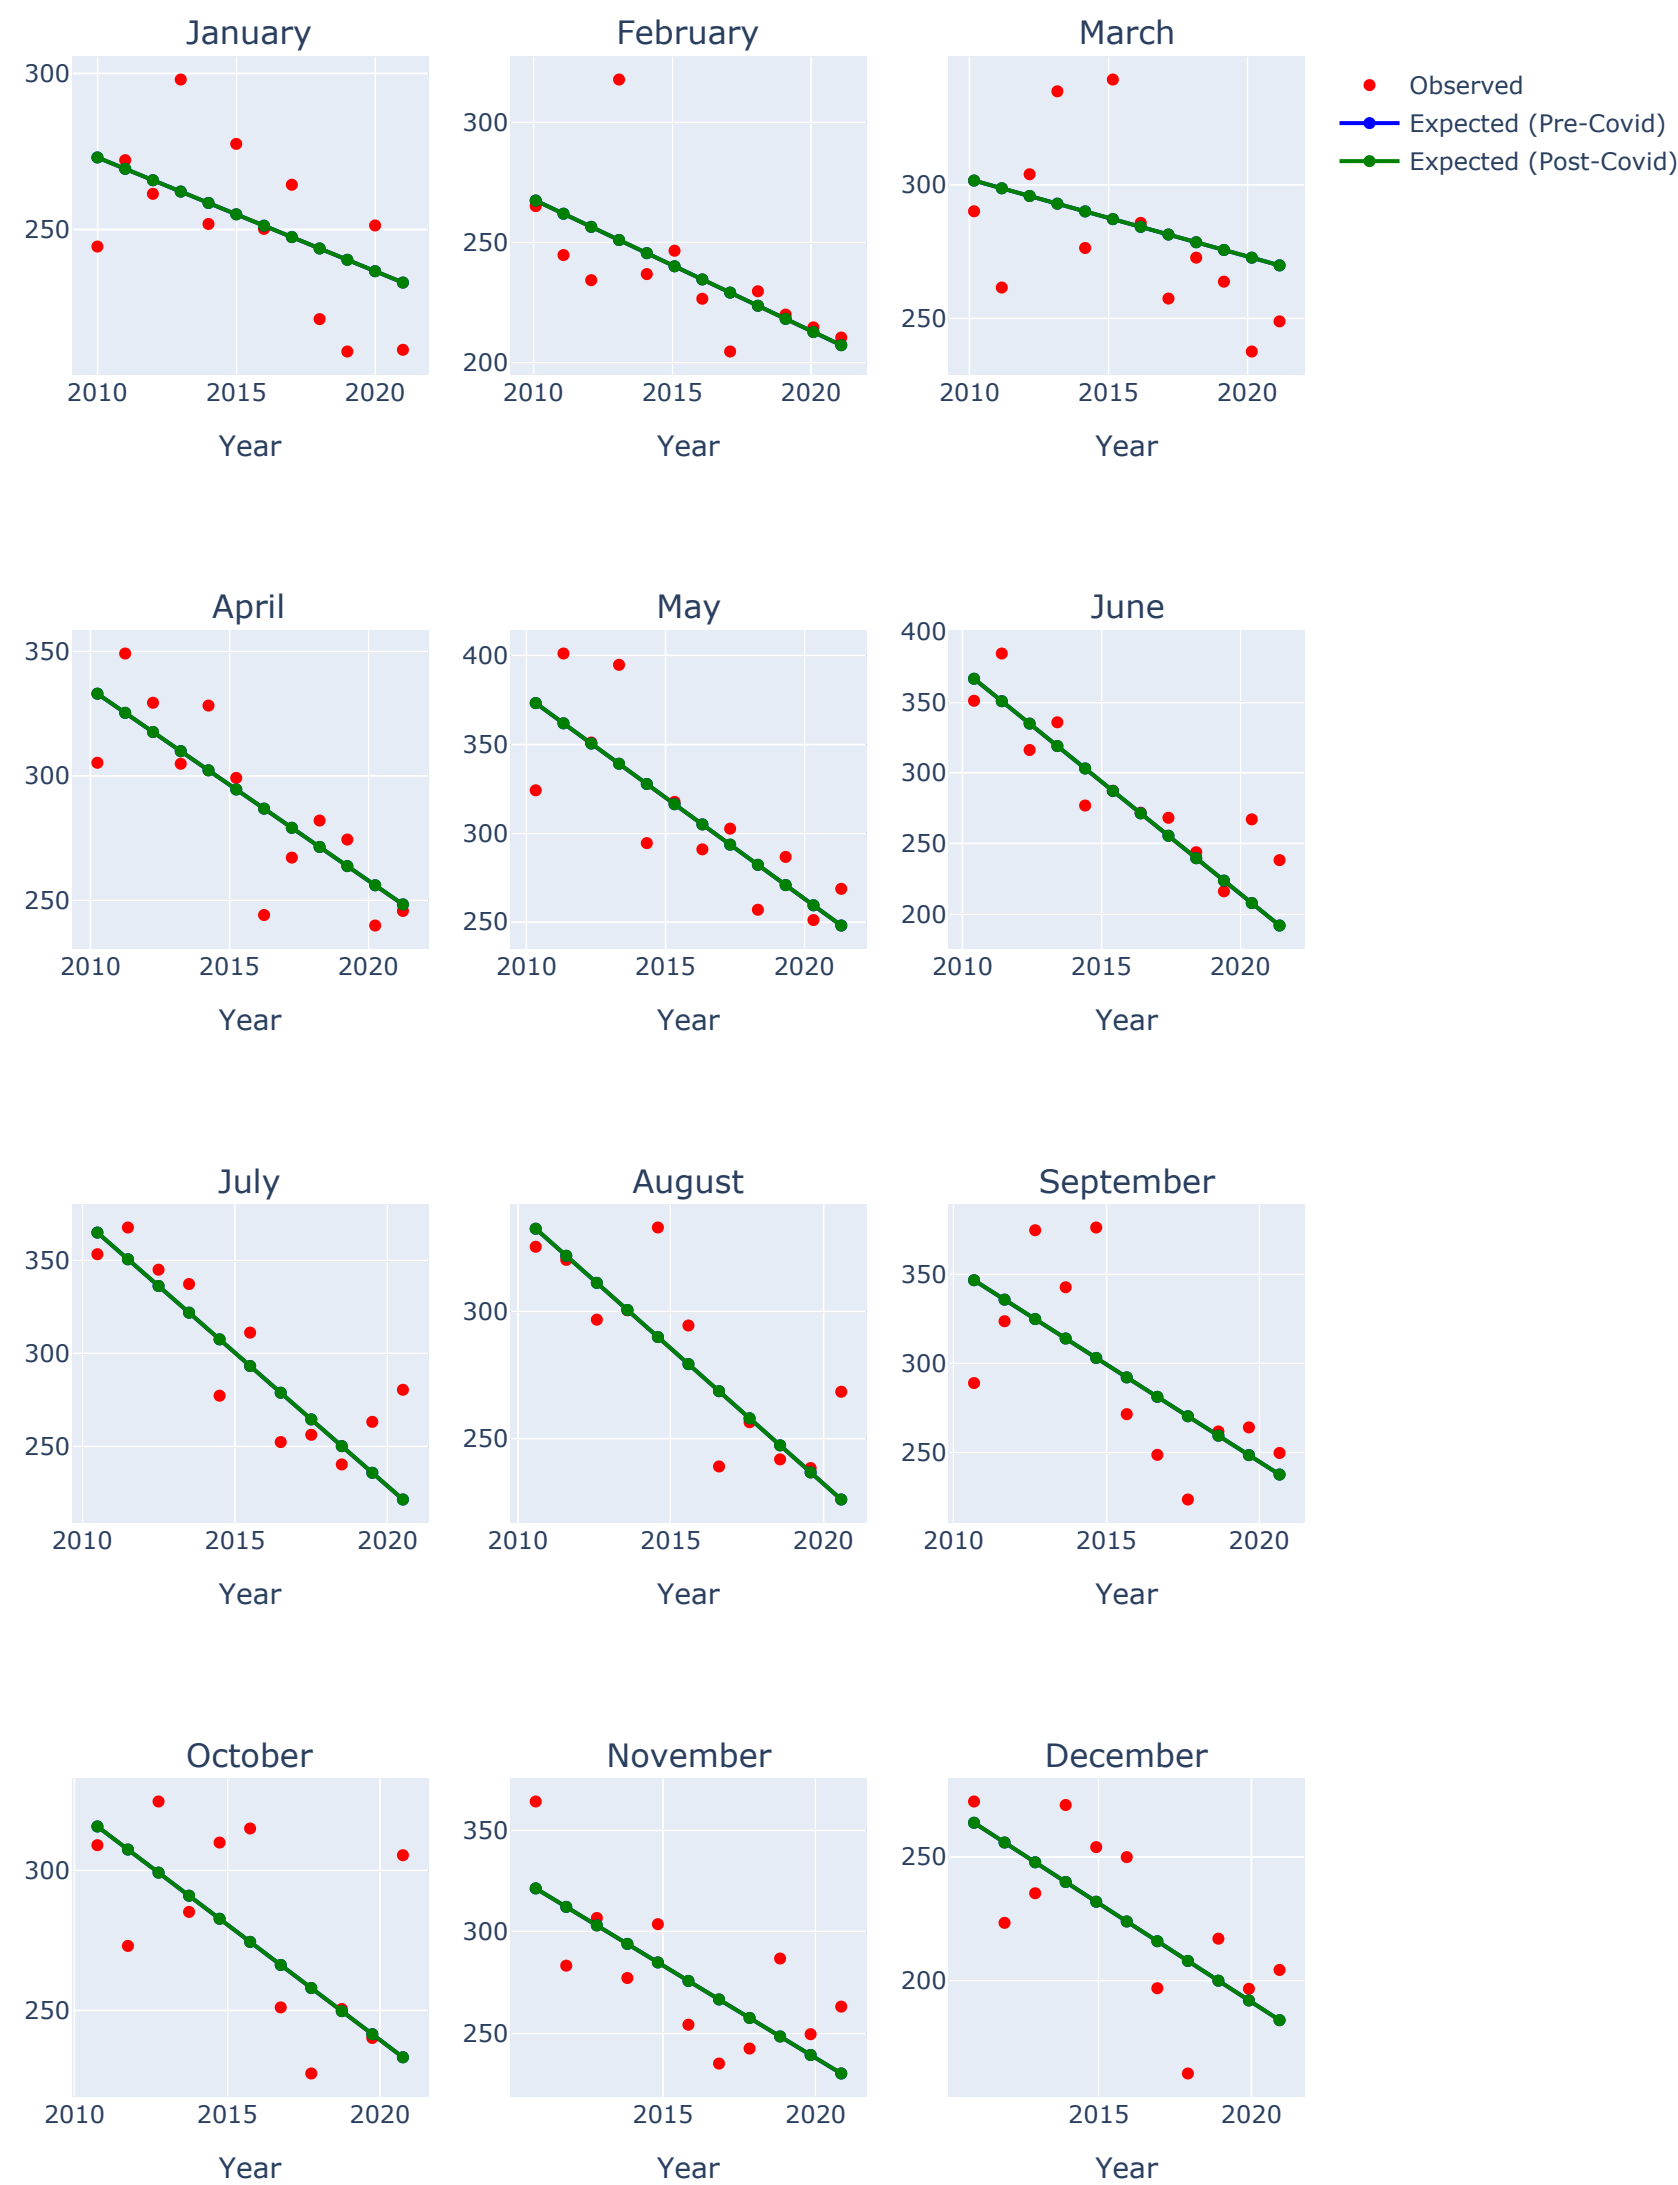 January
February
March
300
250
2010
2015
2020
Year
300
250
200
2010
2015
2020
Year
300
250
2010
2015
2020
Year
Observed
Expected (Pre-Covid)
Expected (Post-Covid)
April
May
June
350
300
250
2010
2015
2020
Year
400
350
300
250
2010
2015
2020
Year
400
350
300
250
200
2010
2015
2020
Year
July
August
September
350
300
250
2010
2015
2020
Year
300
250
2010
2015
2020
Year
350
300
250
2010
2015
2020
Year
October
November
December
300
250
2010
2015
2020
Year
350
300
250
2015
2020
Year
250
200
2015
2020
Year